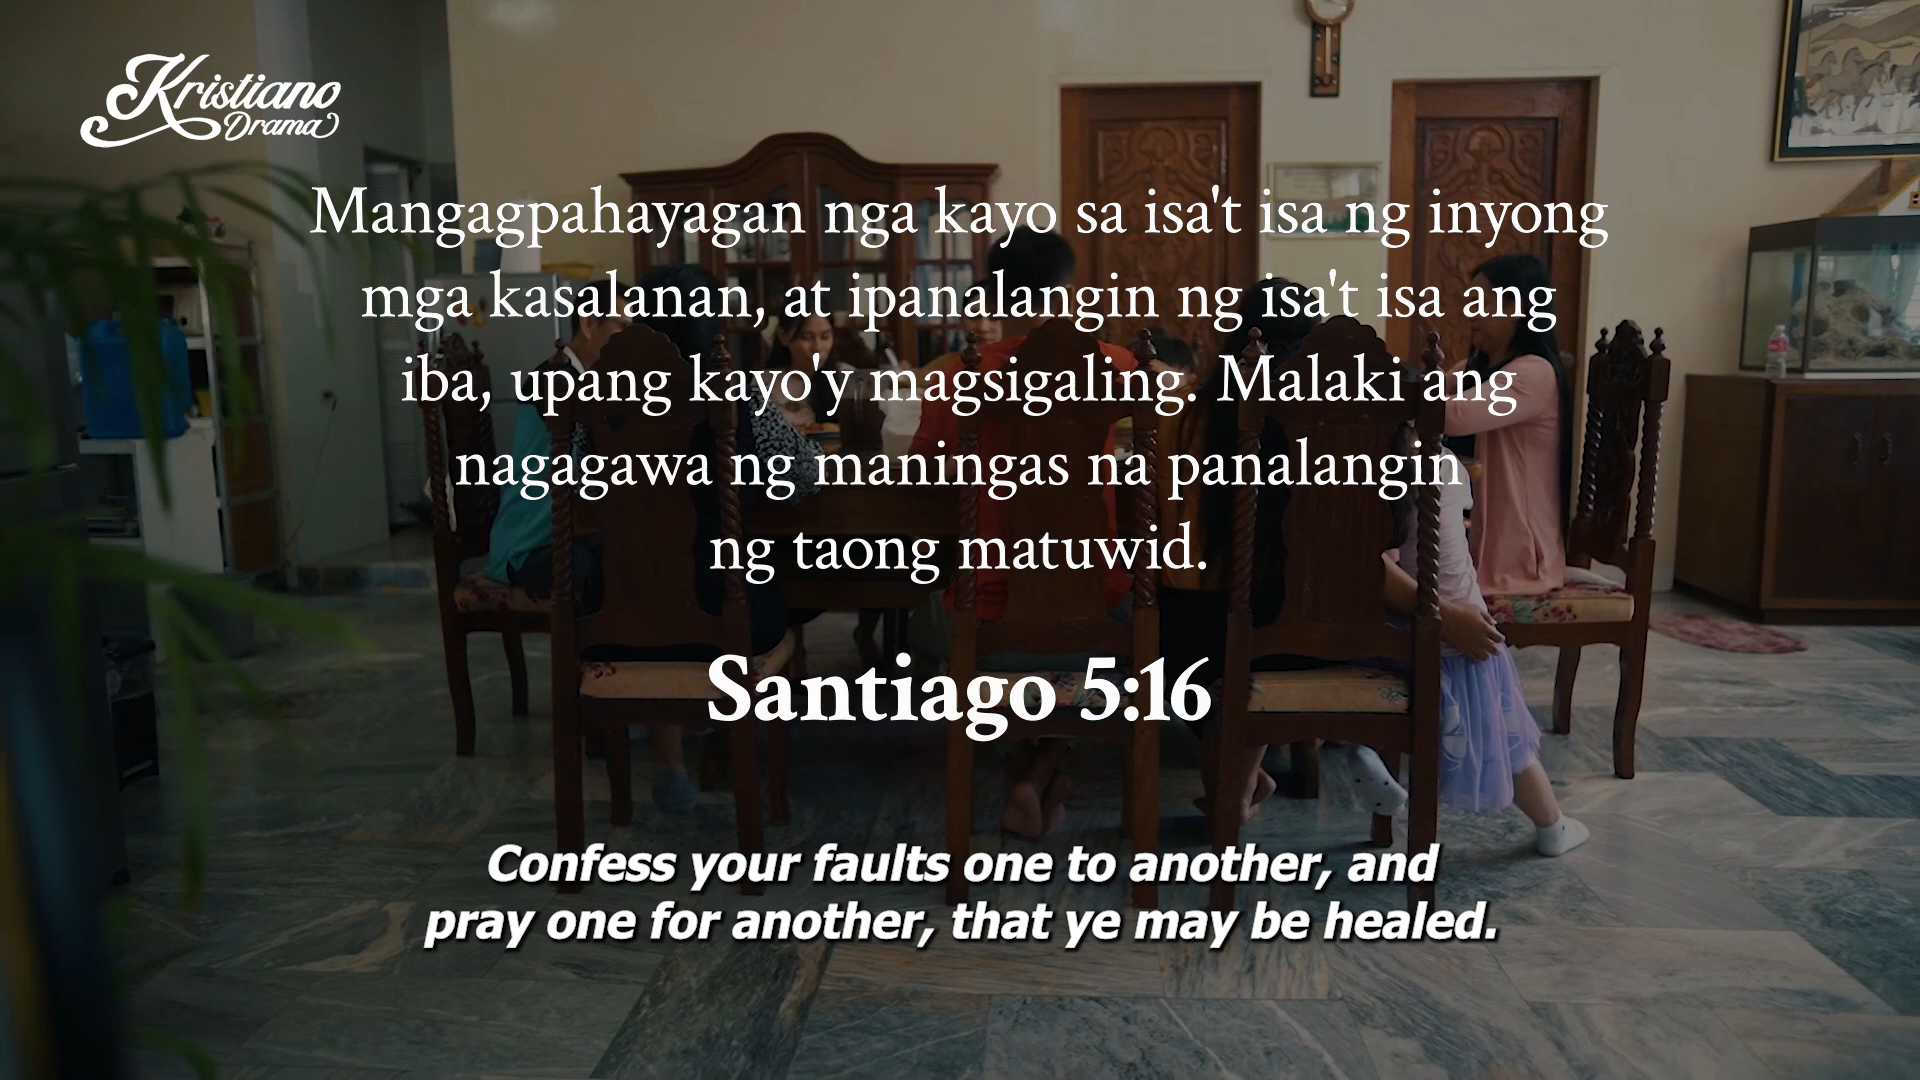 Kristiano
Drama
Mangagpahayagan nga kayo sa isa't isa ng inyong
mga kasalanan, at ipanalangin ng isa't isa ang
iba, upang kayo'y magsigaling. Malaki ang
nagagawa ng maningas na panalangin
ng taong matuwid.
Santiago 5:16
Confess your faults one to another, and
pray one for another, that ye may be healed.